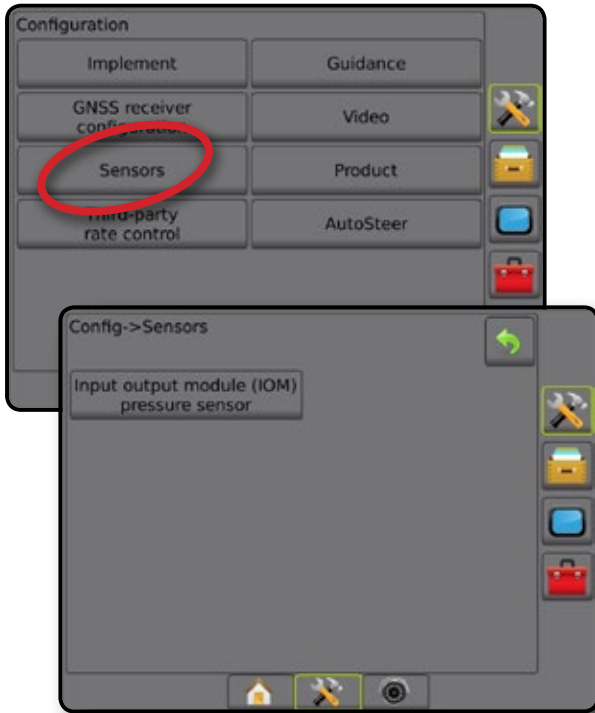 Configuration
Implement
Guidance
GNSS receiver
configuration
Video
Sensors
Product
Third-party
rate control
AutoSteer
Config->Sensors
Input output module (IOM)
pressure sensor